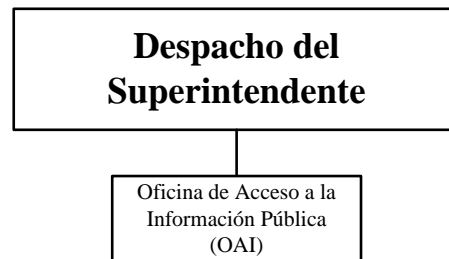 Despacho del
Superintendente
Oficina de Acceso a la
Información Pública
(OAI)